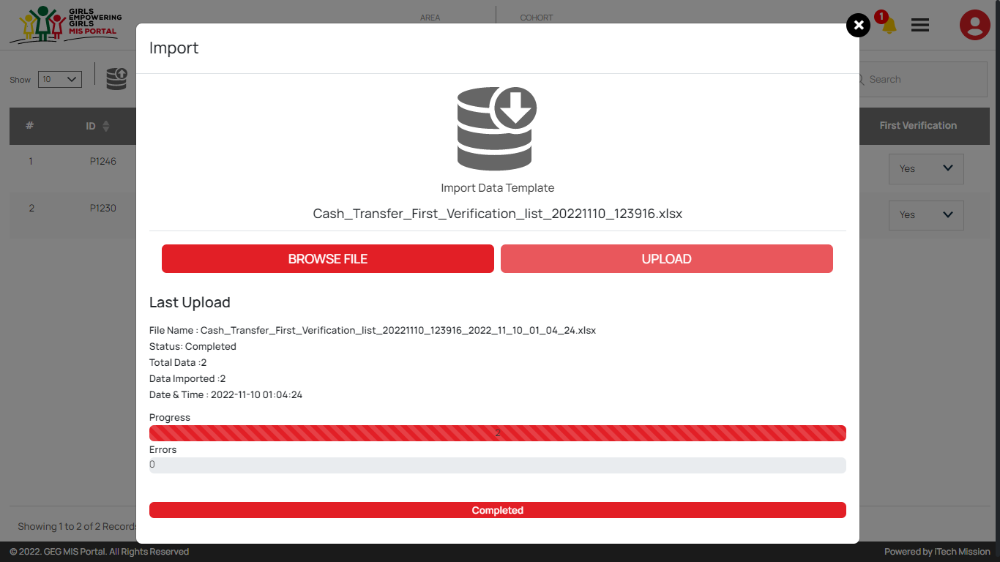 GIRLS
EMPOWERING
GIRLS
MIS PORTAL
AREA
COHORT
1
Import
Show
10
Search
#
ID
First Verification
1
P1246
Yes
2
P1230
Yes
Import Data Template
Cash_Transfer_First_Verification_list_20221110_123916.xlsx
BROWSE FILE
UPLOAD
Last Upload
File Name : Cash_Transfer_First_Verification_list_20221110_123916_2022_11_10_01_04_24.xlsx
Status: Completed
Total Data :2
Data Imported :2
Date & Time : 2022-11-10 01:04:24
Progress
2
Errors
0
Completed
Showing 1 to 2 of 2 Records
© 2022. GEG MIS Portal. All Rights Reserved
Powered by iTech Mission